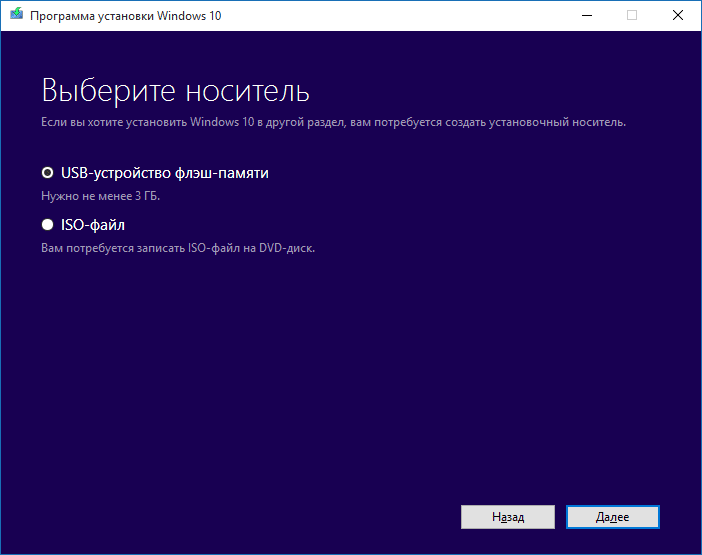 Программа установки Windows 10
Выберите носитель
Если вы хотите установить Windows 10 в другой раздел, вам потребуется создать установочный носитель.
USB-устройство флэш-памяти
Нужно не менее 3 ГБ.
ISO-файл
Вам потребуется записать ISO-файл на DVD-диск.
Назад
Далее